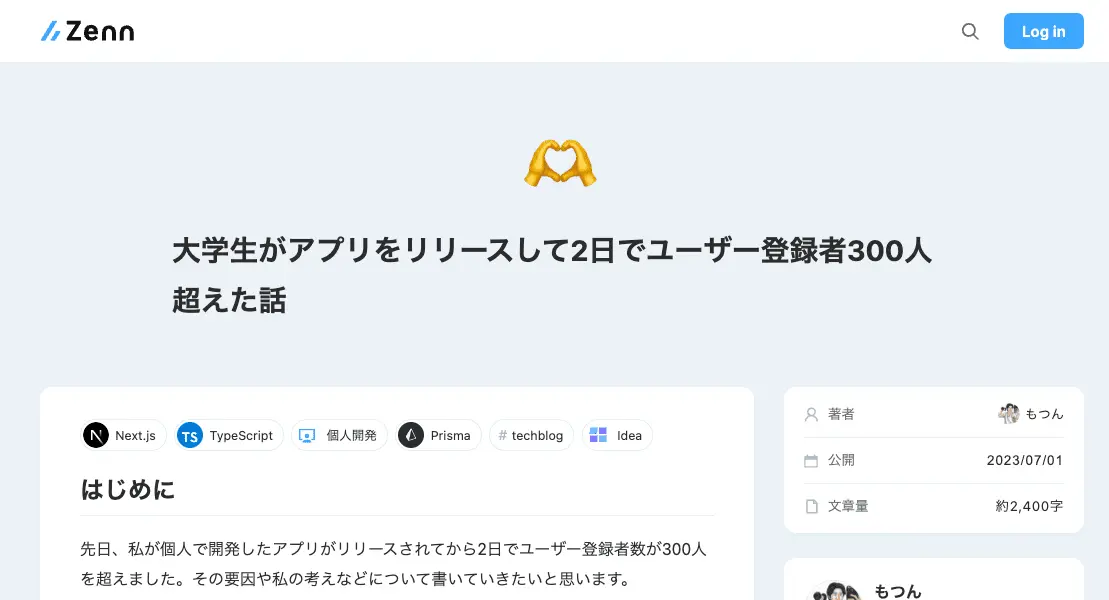 Zenn
Log in
大学生がアプリをリリースして2日でユーザー登録者300人
超えた話
Next.js
TS TypeScript
個人開発
Prisma
# techblog
Idea
はじめに
先日、私が個人で開発したアプリがリリースされてから2日でユーザー登録者数が300人
を超えました。その要因や私の考えなどについて書いていきたいと思います。
著者 もつん
公開 2023/07/01
文章量 約2,400字
もつん